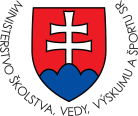 MINISTERSTVO ŠKOLSTVA, VEDY, VÝSKUMU A ŠPORTU SR